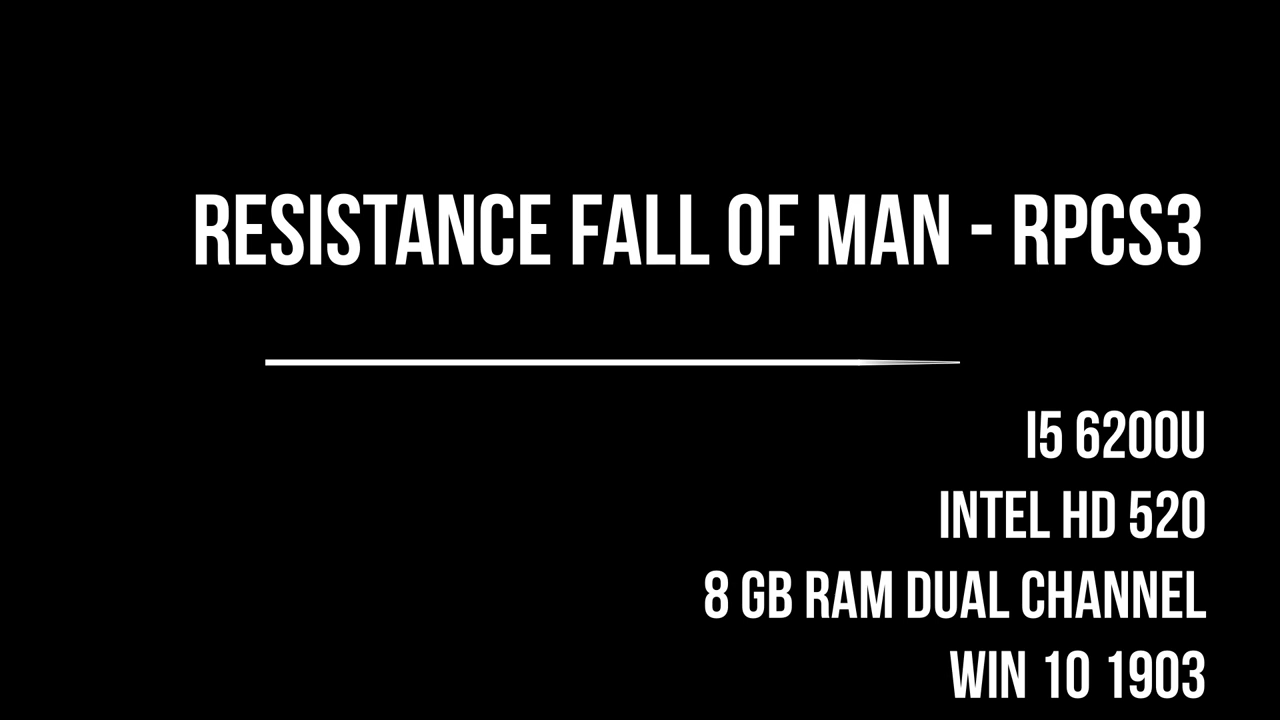 RESISTANCE FALL OF MAN - RPCS3
I5 6200U
INTEL HD 520
8 GB RAM DUAL CHANNEL
WIN 10 1903